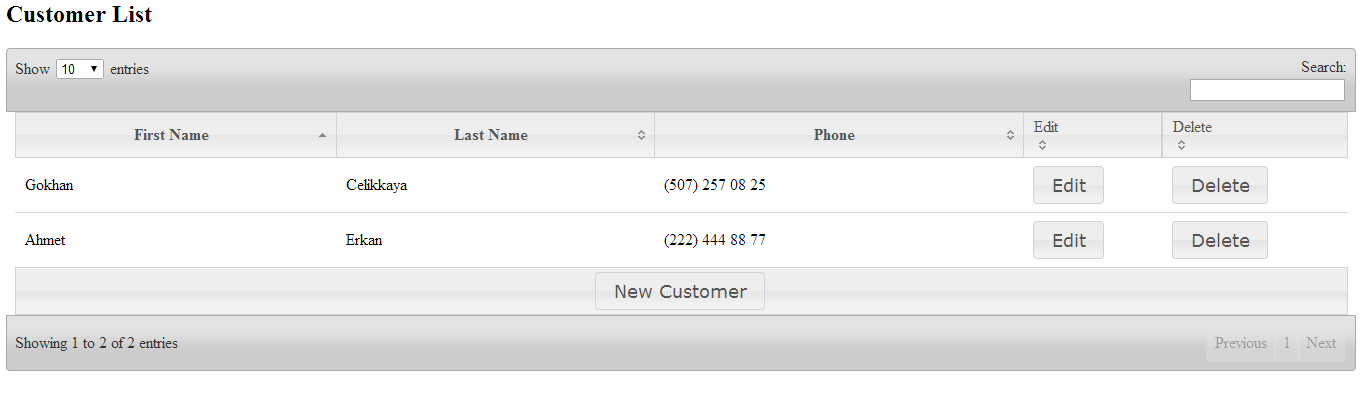 Customer List
Show 10 entries
Search:
First Name Last Name Phone Edit Delete
Gokhan Celikkaya (507) 257 08 25 Edit Delete
Ahmet Erkan (222) 444 88 77 Edit Delete
New Customer
Showing 1 to 2 of 2 entries Previous 1 Next